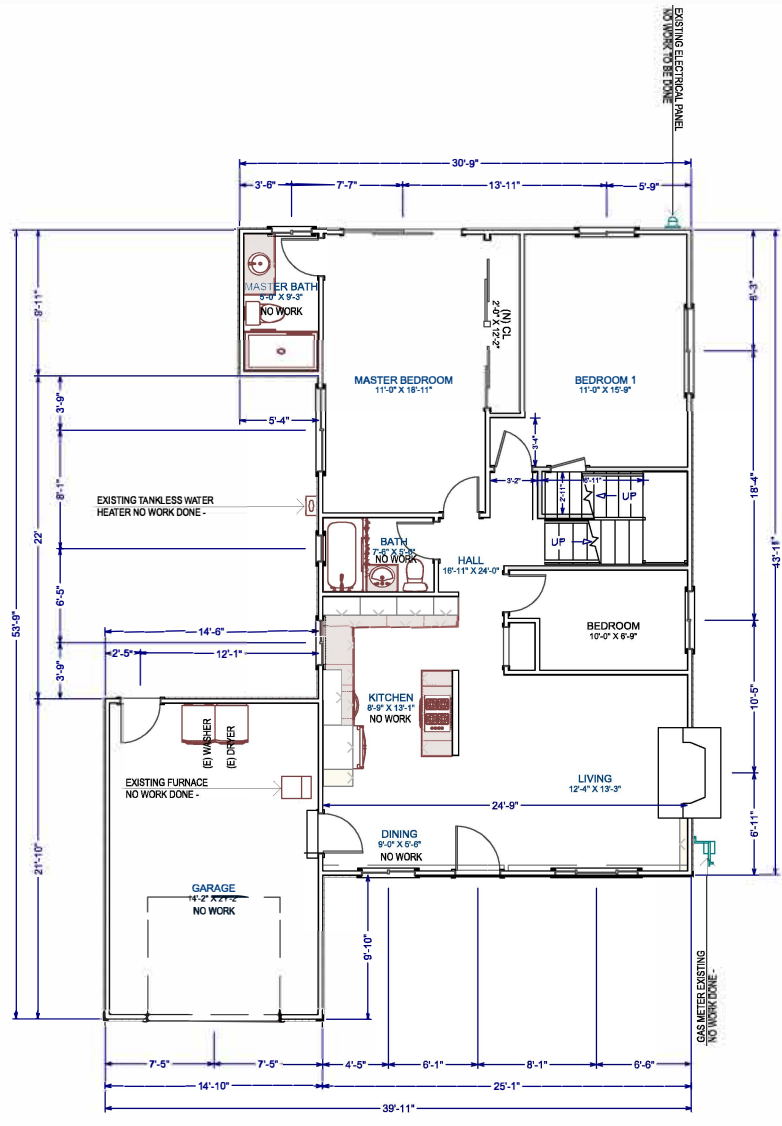 EXISTING ELECTRICAL PANEL
NO WORK TO BE DONE
30'-9"
3'-6"
7'-7"
13'-11"
5'-9"
MASTER BATH
5'-0" X 9'-3"
NO WORK
(N) CL
2'-0" X 12'-2"
9'-11"
MASTER BEDROOM
11'-0" X 18'-11"
BEDROOM 1
11'-0" X 15'-9"
3'-9"
5'-4"
3'-4"
8'-1"
3'-2"
6'-11"
2'-11"
UP
18'-4"
EXISTING TANKLESS WATER
HEATER NO WORK DONE -
22'
43'-11"
BATH
NO WORK
UP
HALL
16'-11" X 24'-0"
6'-5"
53'-9"
14'-6"
BEDROOM
10'-0" X 6'-9"
2'-5"
12'-1"
3'-9"
10'-5"
KITCHEN
8'-9" X 13'-1"
NO WORK
(E) WASHER
(E) DRYER
EXISTING FURNACE
NO WORK DONE -
LIVING
12'-4" X 13'-3"
24'-9"
6'-11"
DINING
9'-0" X 5'-6"
NO WORK
21'-10"
GARAGE
NO WORK
9'-10"
GAS METER EXISTING
NO WORK DONE -
7'-5"
7'-5"
4'-5"
6'-1"
8'-1"
6'-6"
14'-10"
25'-1"
39'-11"